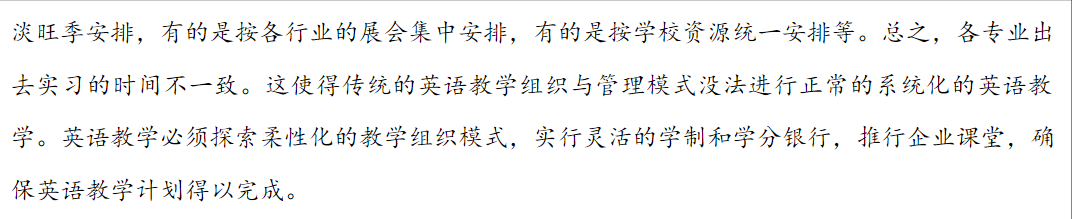 淡旺季安排，有的是按各行业的展会集中安排，有的是按学校资源统一安排等。总之，各专业出
去实习的时间不一致。这使得传统的英语教学组织与管理模式没法进行正常的系统化的英语教
学。英语教学必须探索柔性化的教学组织模式，实行灵活的学制和学分银行，推行企业课堂，确
保英语教学计划得以完成。